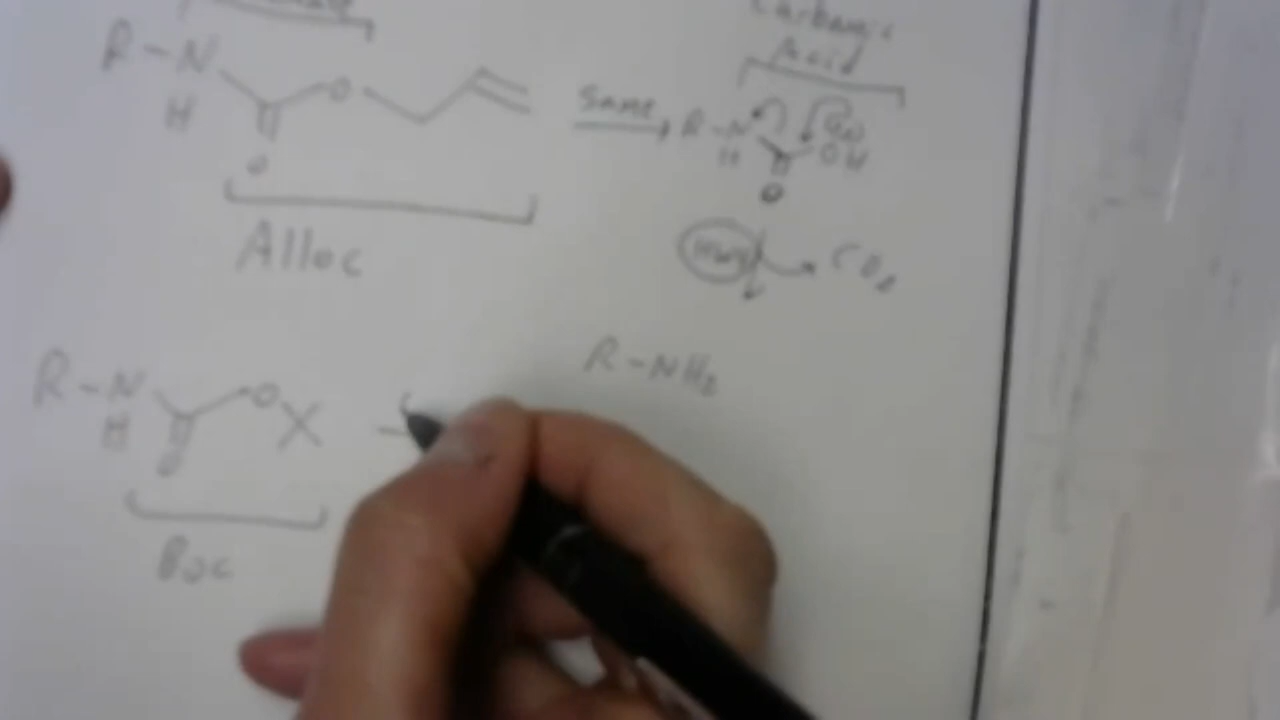 Carbamic
Acid
R-N
H
O
O
Same
R-N
H
OH
O
Alloc
CO2
R-NH2
R-N
H
O
O
Boc